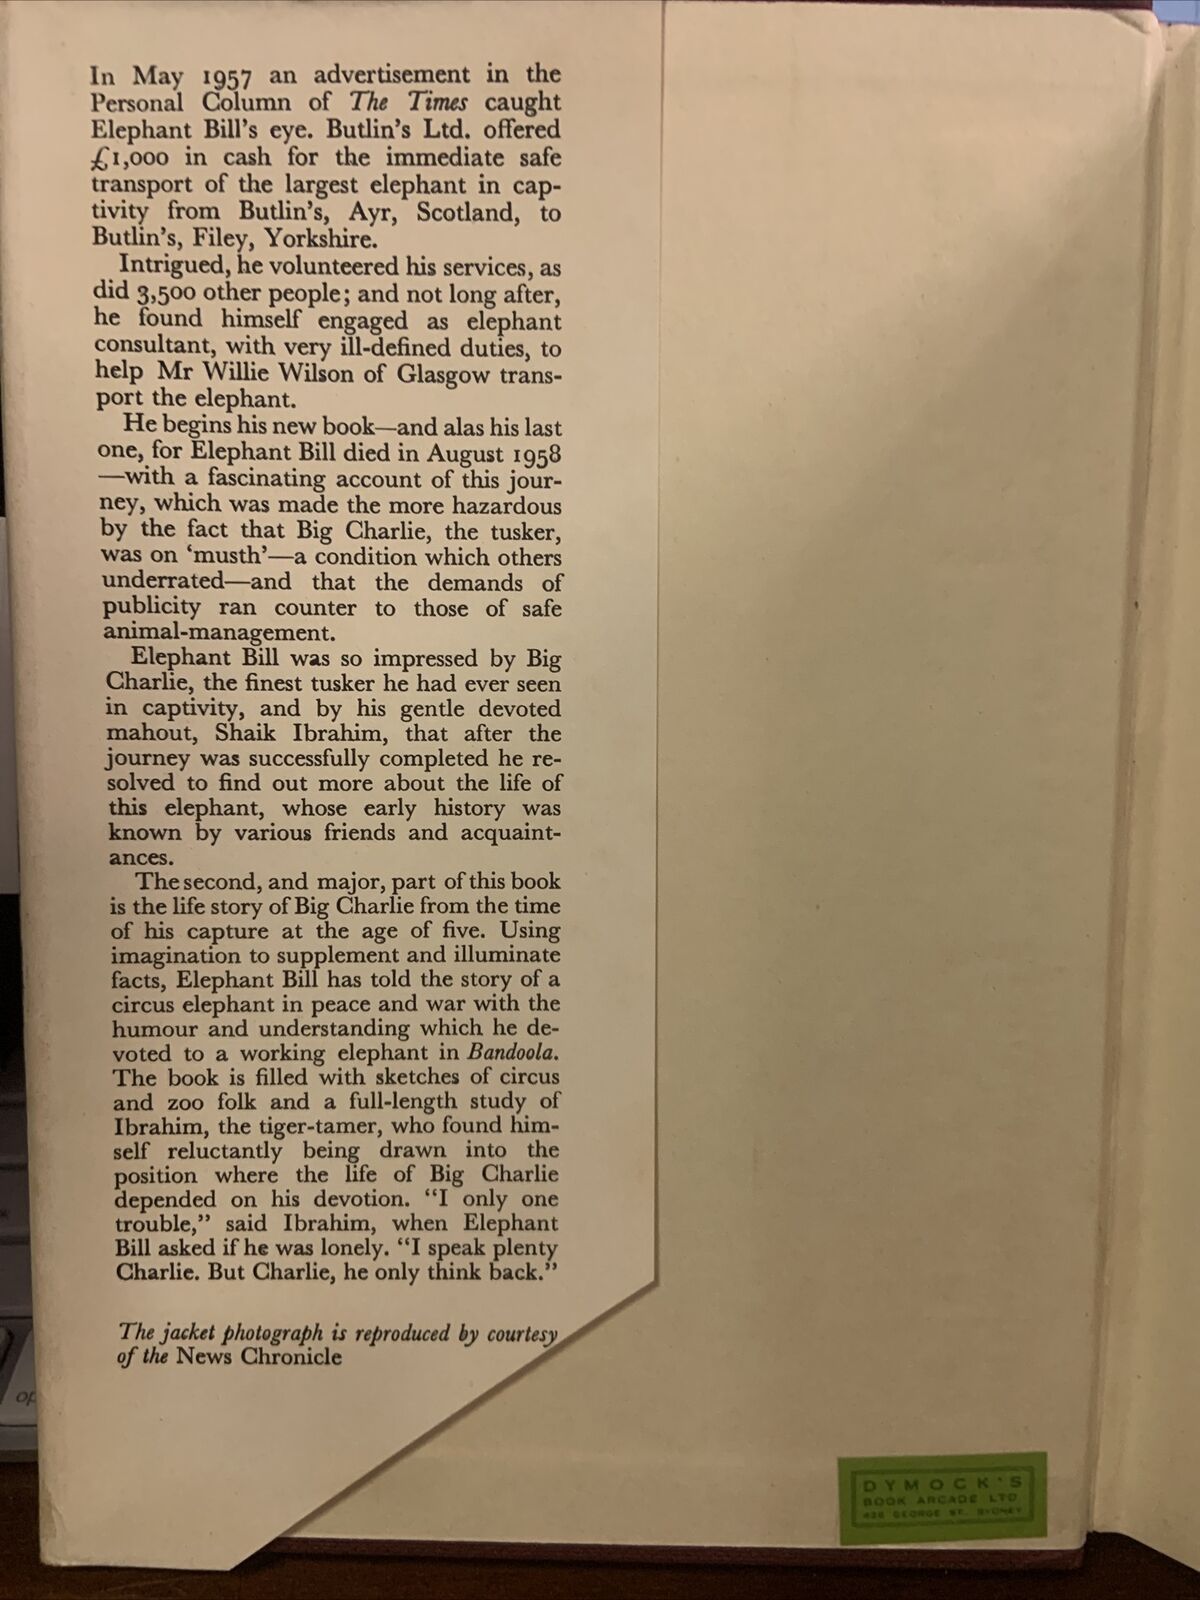 In May 1957 an advertisement in the
Personal Column of The Times caught
Elephant Bill's eye. Butlin's Ltd. offered
£1,000 in cash for the immediate safe
transport of the largest elephant in cap-
tivity from Butlin's, Ayr, Scotland, to
Butlin's, Filey, Yorkshire.
Intrigued, he volunteered his services, as
did 3,500 other people; and not long after,
he found himself engaged as elephant
consultant, with very ill-defined duties, to
help Mr Willie Wilson of Glasgow trans-
port the elephant.
He begins his new book—and alas his last
one, for Elephant Bill died in August 1958
—with a fascinating account of this jour-
ney, which was made the more hazardous
by the fact that Big Charlie, the tusker,
was on ‘musth’—a condition which others
underrated—and that the demands of
publicity ran counter to those of safe
animal-management.
Elephant Bill was so impressed by Big
Charlie, the finest tusker he had ever seen
in captivity, and by his gentle devoted
mahout, Shaik Ibrahim, that after the
journey was successfully completed he re-
solved to find out more about the life of
this elephant, whose early history was
known by various friends and acquaint-
ances.
The second, and major, part of this book
is the life story of Big Charlie from the time
of his capture at the age of five. Using
imagination to supplement and illuminate
facts, Elephant Bill has told the story of a
circus elephant in peace and war with the
humour and understanding which he de-
voted to a working elephant in Bandoola.
The book is filled with sketches of circus
and zoo folk and a full-length study of
Ibrahim, the tiger-tamer, who found him-
self reluctantly being drawn into the
position where the life of Big Charlie
depended on his devotion. “I only one
trouble,” said Ibrahim, when Elephant
Bill asked if he was lonely. “I speak plenty
Charlie. But Charlie, he only think back.”
The jacket photograph is reproduced by courtesy
of the News Chronicle
DYMOCK'S
BOOK ARCADE LTD
GEORGE ST. SYDNEY